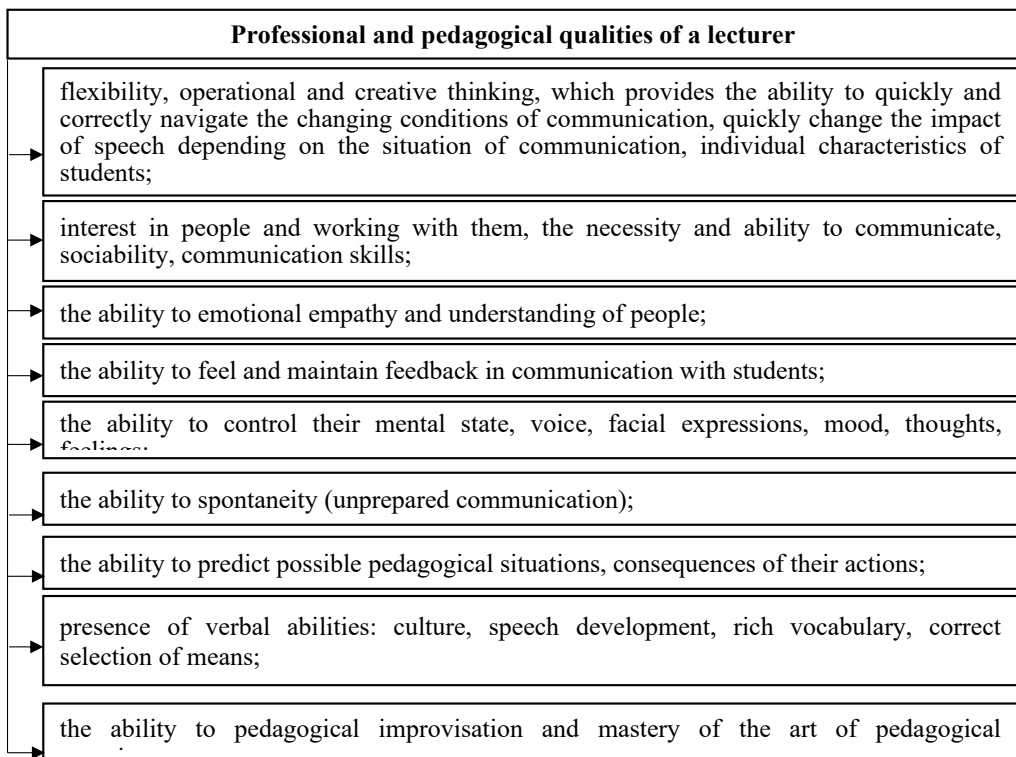 Professional and pedagogical qualities of a lecturer
flexibility, operational and creative thinking, which provides the ability to quickly and
correctly navigate the changing conditions of communication, quickly change the impact
of speech depending on the situation of communication, individual characteristics of
students;
interest in people and working with them, the necessity and ability to communicate,
sociability, communication skills;
the ability to emotional empathy and understanding of people;
the ability to feel and maintain feedback in communication with students;
the ability to control their mental state, voice, facial expressions, mood, thoughts,
feelings;
the ability to spontaneity (unprepared communication);
the ability to predict possible pedagogical situations, consequences of their actions;
presence of verbal abilities: culture, speech development, rich vocabulary, correct
selection of means;
the ability to pedagogical improvisation and mastery of the art of pedagogical